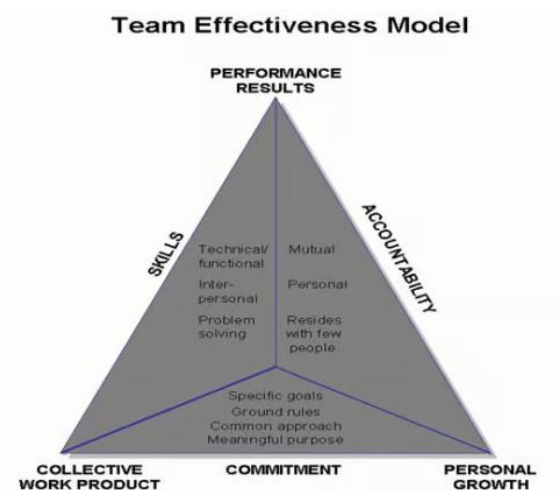 Team Effectiveness Model
PERFORMANCE
RESULTS
SKILLS
ACCOUNTABILITY
Technical/
functional
Inter-
personal
Problem
solving
Mutual
Personal
Resides
with few
people
Specific goals
Ground rules
Common approach
Meaningful purpose
COLLECTIVE
WORK PRODUCT
COMMITMENT
PERSONAL
GROWTH